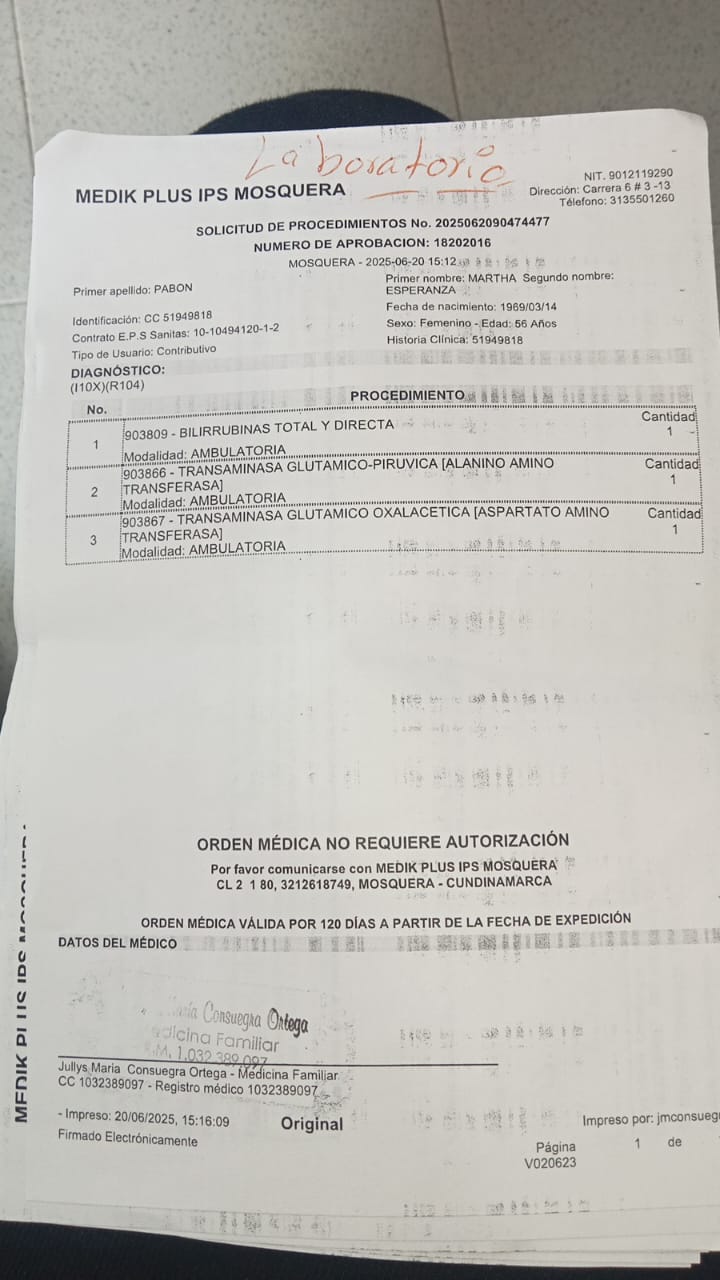 Laboratorio
MEDIK PLUS IPS MOSQUERA
NIT. 9012119290
Dirección: Carrera 6 # 3 -13
Télefono: 3135501260
SOLICITUD DE PROCEDIMIENTOS No. 2025062090474477
NUMERO DE APROBACION: 18202016
MOSQUERA - 2025-06-20 15:12
Primer apellido: PABON
Primer nombre: MARTHA Segundo nombre:
ESPERANZA
Fecha de nacimiento: 1969/03/14
Identificación: CC 51949818
Sexo: Femenino - Edad: 56 Años
Contrato E.P.S Sanitas: 10-10494120-1-2
Historia Clínica: 51949818
Tipo de Usuario: Contributivo
DIAGNÓSTICO:
(I10X)(R104)
No. PROCEDIMIENTO
1 903809 - BILIRRUBINAS TOTAL Y DIRECTA Cantidad
1
Modalidad: AMBULATORIA
2 903866 - TRANSAMINASA GLUTAMICO-PIRUVICA [ALANINO AMINO Cantidad
TRANSFERASA] 1
Modalidad: AMBULATORIA
3 903867 - TRANSAMINASA GLUTAMICO OXALACETICA [ASPARTATO AMINO Cantidad
TRANSFERASA] 1
Modalidad: AMBULATORIA
ORDEN MÉDICA NO REQUIERE AUTORIZACIÓN
Por favor comunicarse con MEDIK PLUS IPS MOSQUERA
CL 2 1 80, 3212618749, MOSQUERA - CUNDINAMARCA
ORDEN MÉDICA VÁLIDA POR 120 DÍAS A PARTIR DE LA FECHA DE EXPEDICIÓN
DATOS DEL MÉDICO
Consuegra Ortega
Familiar
1.032.389.097
Jullys Maria Consuegra Ortega - Medicina Familiar
CC 1032389097 - Registro médico 1032389097
- Impreso: 20/06/2025, 15:16:09
Original
Impreso por: jmconsueg
Firmado Electrónicamente
Página 1 de
V020623
MEDIK PLUS IPS MOSQUERA